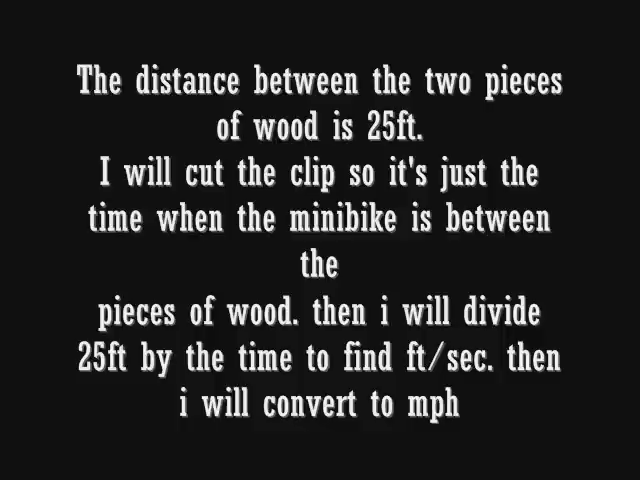 The distance between the two pieces
of wood is 25ft.
I will cut the clip so it's just the
time when the minibike is between
the
pieces of wood. then i will divide
25ft by the time to find ft/sec. then
i will convert to mph